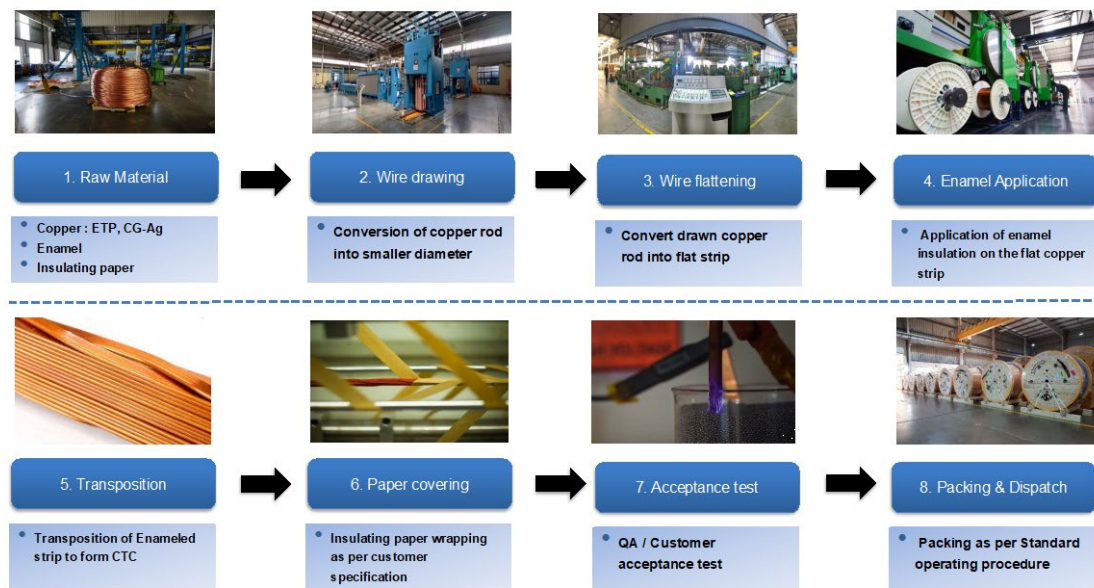 1. Raw Material
2. Wire drawing
3. Wire flattening
4. Enamel Application
Copper : ETP, CG-Ag
Enamel
Insulating paper
Conversion of copper rod
into smaller diameter
Convert drawn copper
rod into flat strip
Application of enamel
insulation on the flat copper
strip
5. Transposition
6. Paper covering
7. Acceptance test
8. Packing & Dispatch
Transposition of Enameled
strip to form CTC
Insulating paper wrapping
as per customer
specification
QA / Customer
acceptance test
Packing as per Standard
operating procedure